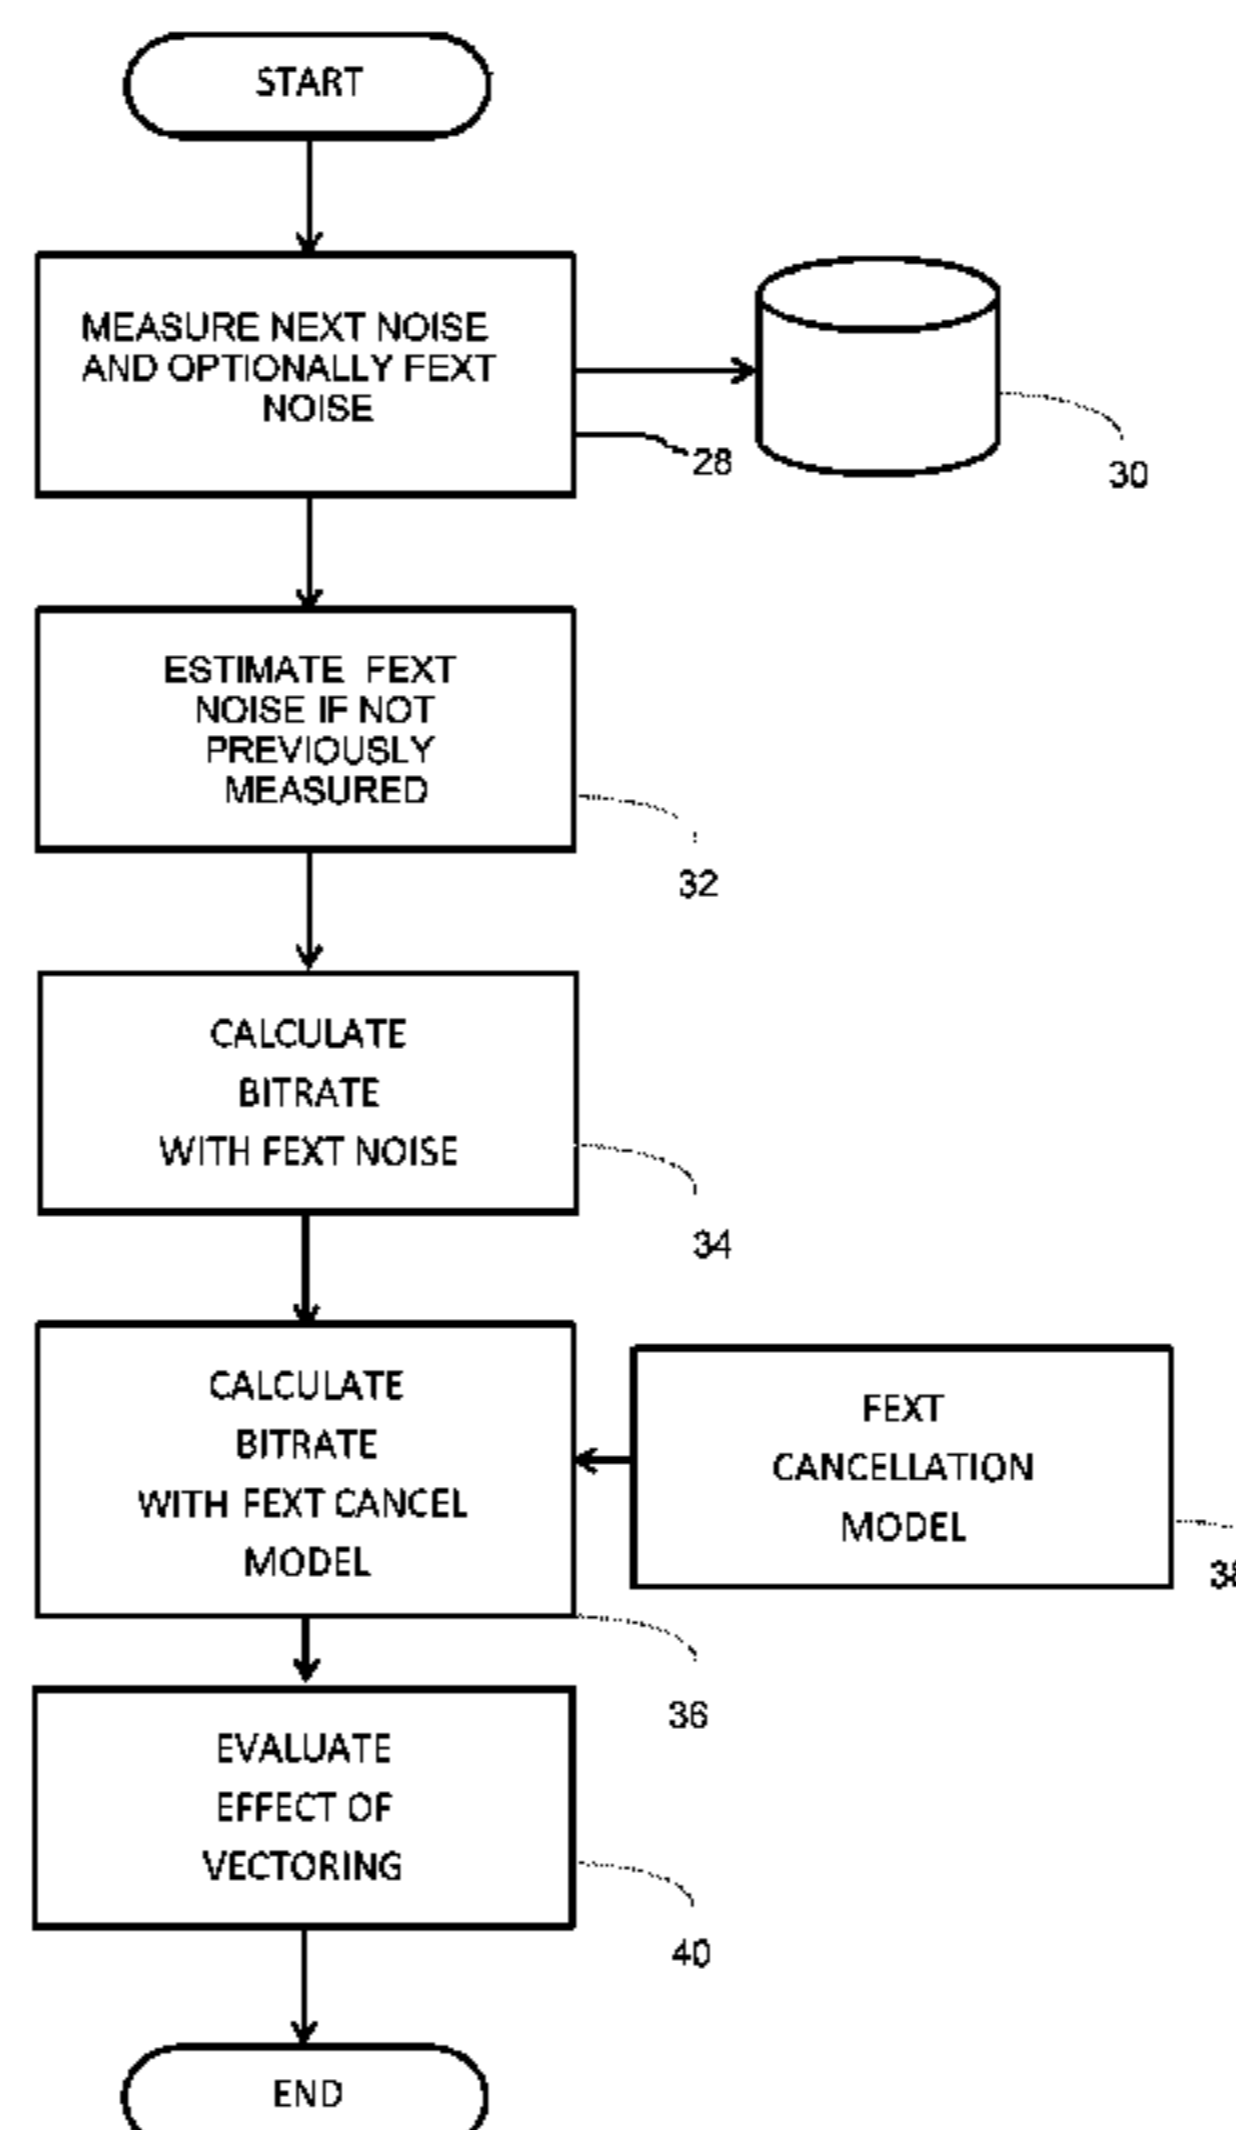 START
MEASURE NEXT NOISE
AND OPTIONALLY FEXT
NOISE
28
30
ESTIMATE FEXT
NOISE IF NOT
PREVIOUSLY
MEASURED
32
CALCULATE
BITRATE
WITH FEXT NOISE
34
CALCULATE
BITRATE
WITH FEXT CANCEL
MODEL
36
FEXT
CANCELLATION
MODEL
38
EVALUATE
EFFECT OF
VECTORING
40
END